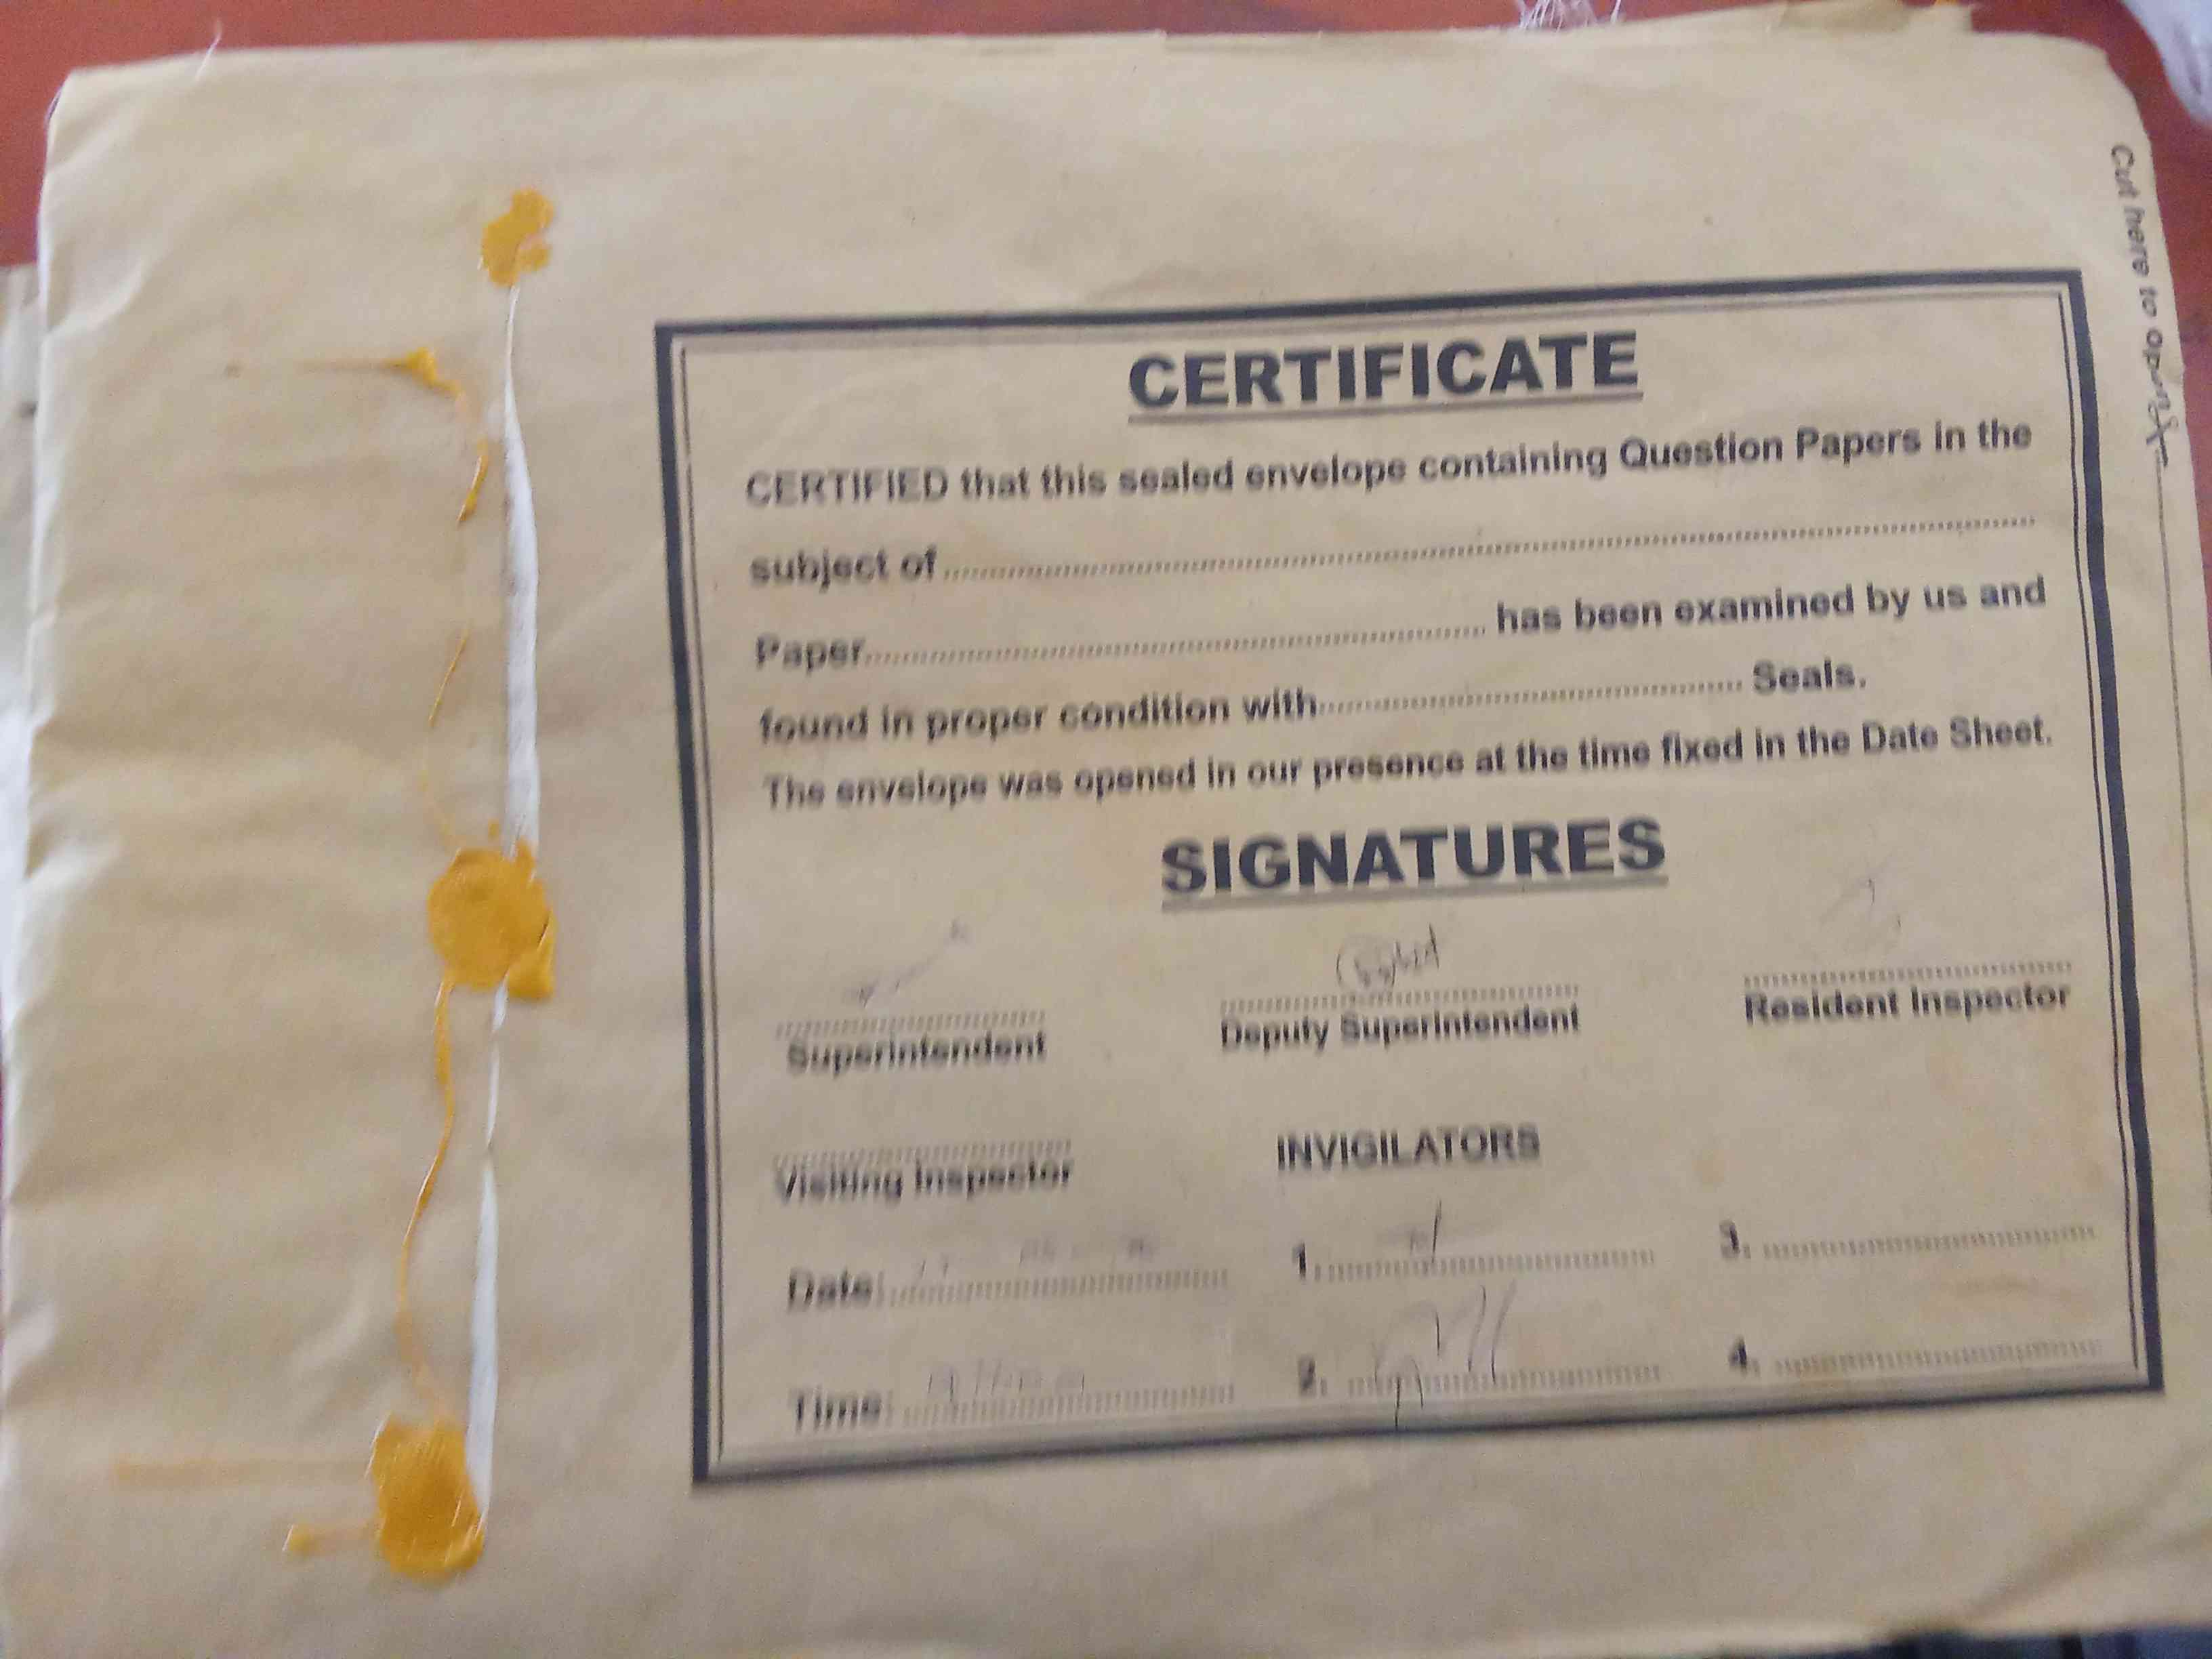 Cut here to open
CERTIFICATE
CERTIFIED that this sealed envelope containing Question Papers in the
subject of
Paper has been examined by us and
found in proper condition with Seals.
The envelope was opened in our presence at the time fixed in the Date Sheet.
SIGNATURES
Superintendent Deputy Superintendent Resident Inspector
Visiting Inspector INVIGILATORS
Date: 1. 3.
Time: 2. 4.